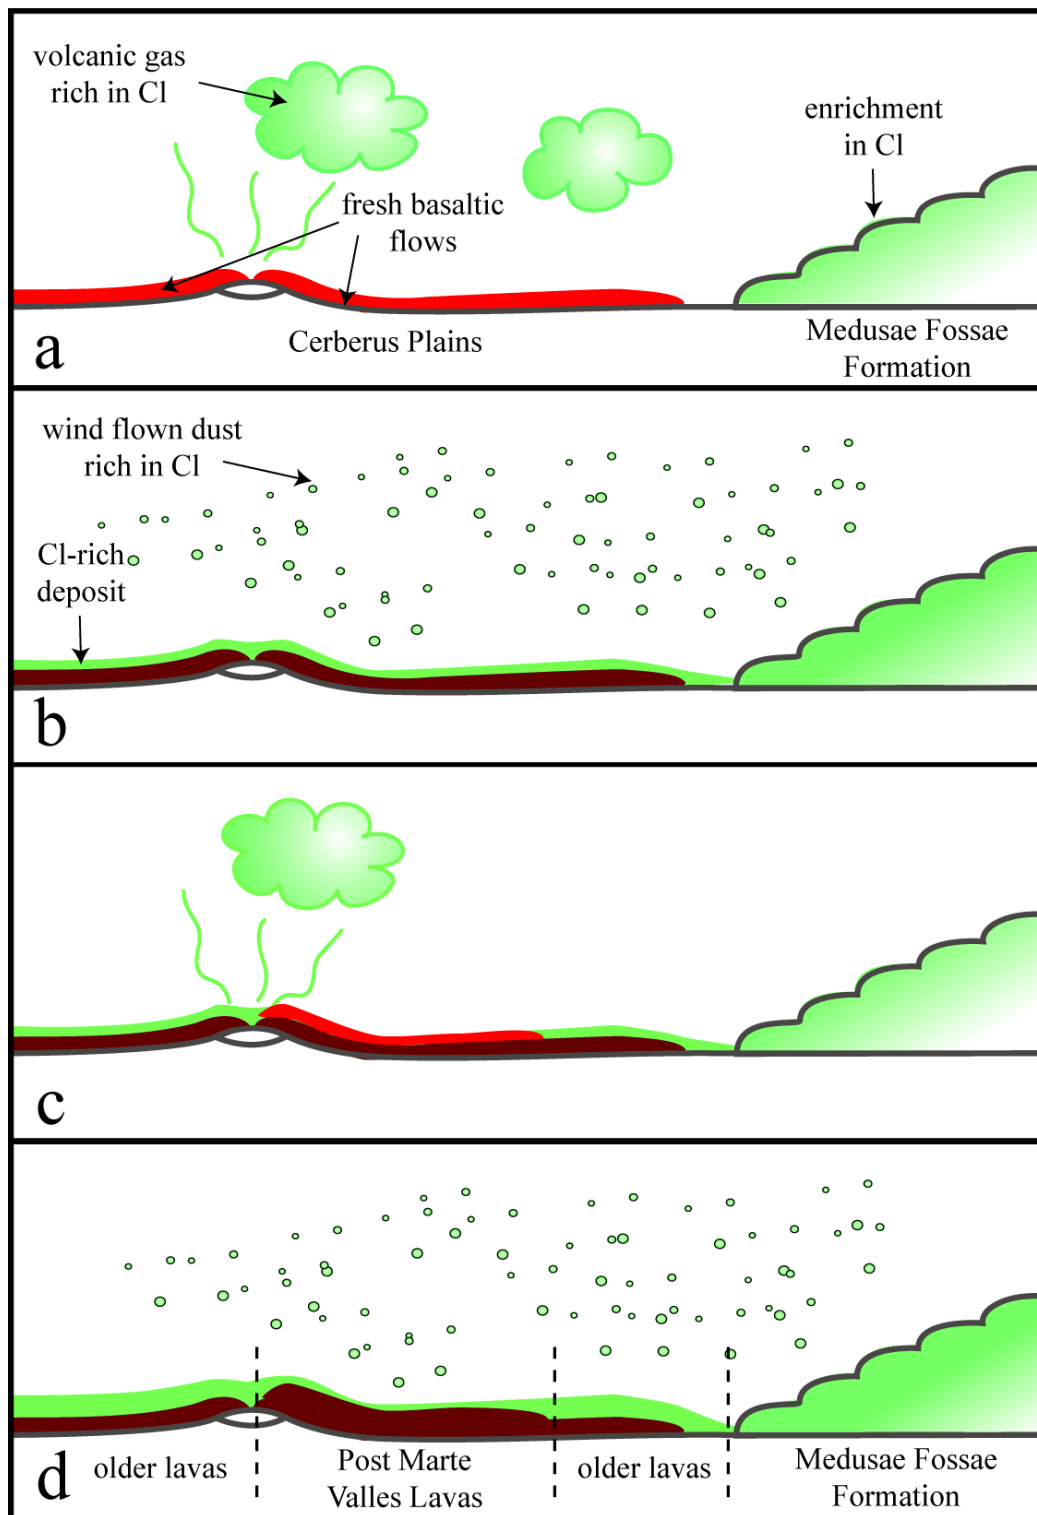 volcanic gas
rich in Cl
enrichment
in Cl
fresh basaltic
flows
a
Cerberus Plains
Medusae Fossae
Formation
wind flown dust
rich in Cl
Cl-rich
deposit
b
c
d
older lavas
Post Marte
Valles Lavas
older lavas
Medusae Fossae
Formation